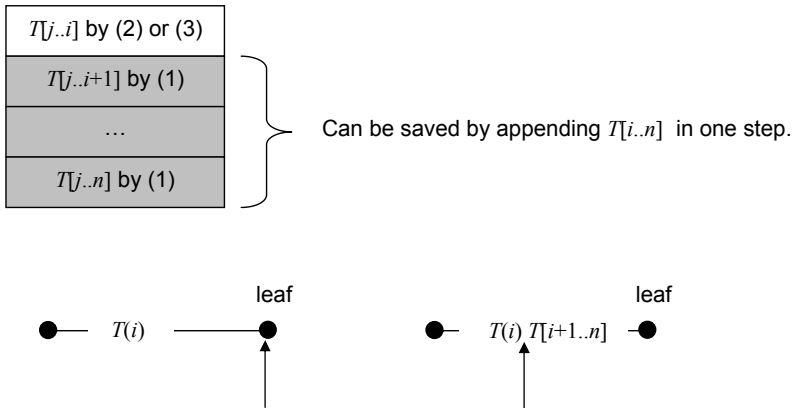 T[j..i] by (2) or (3)
T[j..i+1] by (1)
…
T[j..n] by (1)
Can be saved by appending T[i..n] in one step.
leaf
leaf
T(i)
T(i) T[i+1..n]